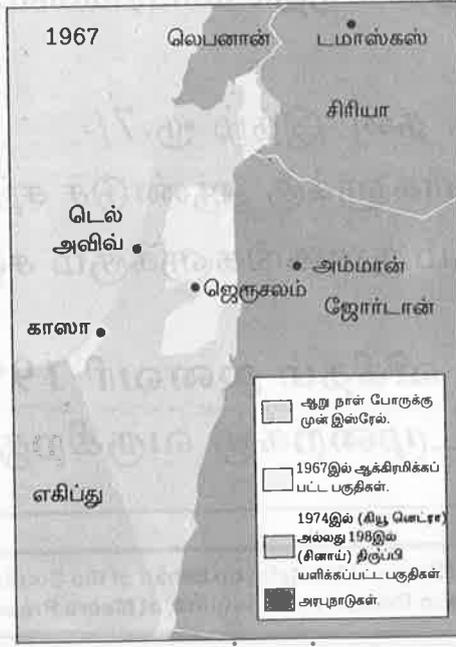 1967
லெபனான்
டமாஸ்கஸ்
சிரியா
டெல்
அவிவ்
அம்மான்
ஜெருசலம்
ஜோர்டான்
காஸா
எகிப்து
ஆறு நாள் போருக்கு
முன் இஸ்ரேல்.
1967இல் ஆக்கிரமிக்கப்
பட்ட பகுதிகள்.
1974இல் (கியூ னெட்ரா)
அல்லது 198இல்
(சினாய்) திருப்பி
யளிக்கப்பட்ட பகுதிகள்
அரபுநாடுகள்.